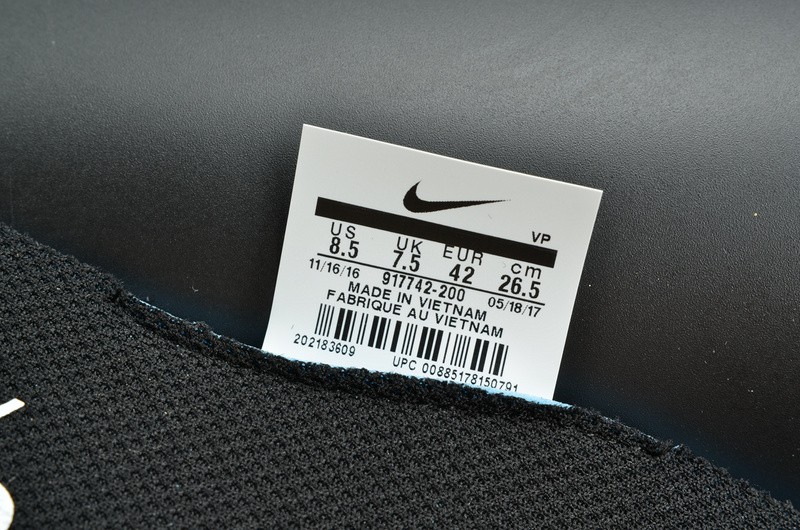 VP
US UK EUR cm
8.5 7.5 42 26.5
11/16/16 917742-200 05/18/17
MADE IN VIETNAM
FABRIQUE AU VIETNAM
202183609 UPC 00885178150791